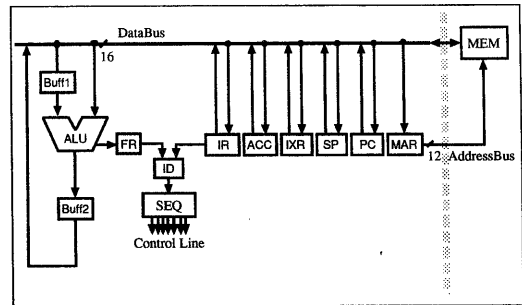 DataBus
16
MEM
Buff1
ALU
FR
IR ACC IXR SP PC MAR
12 AddressBus
ID
Buff2
SEQ
Control Line